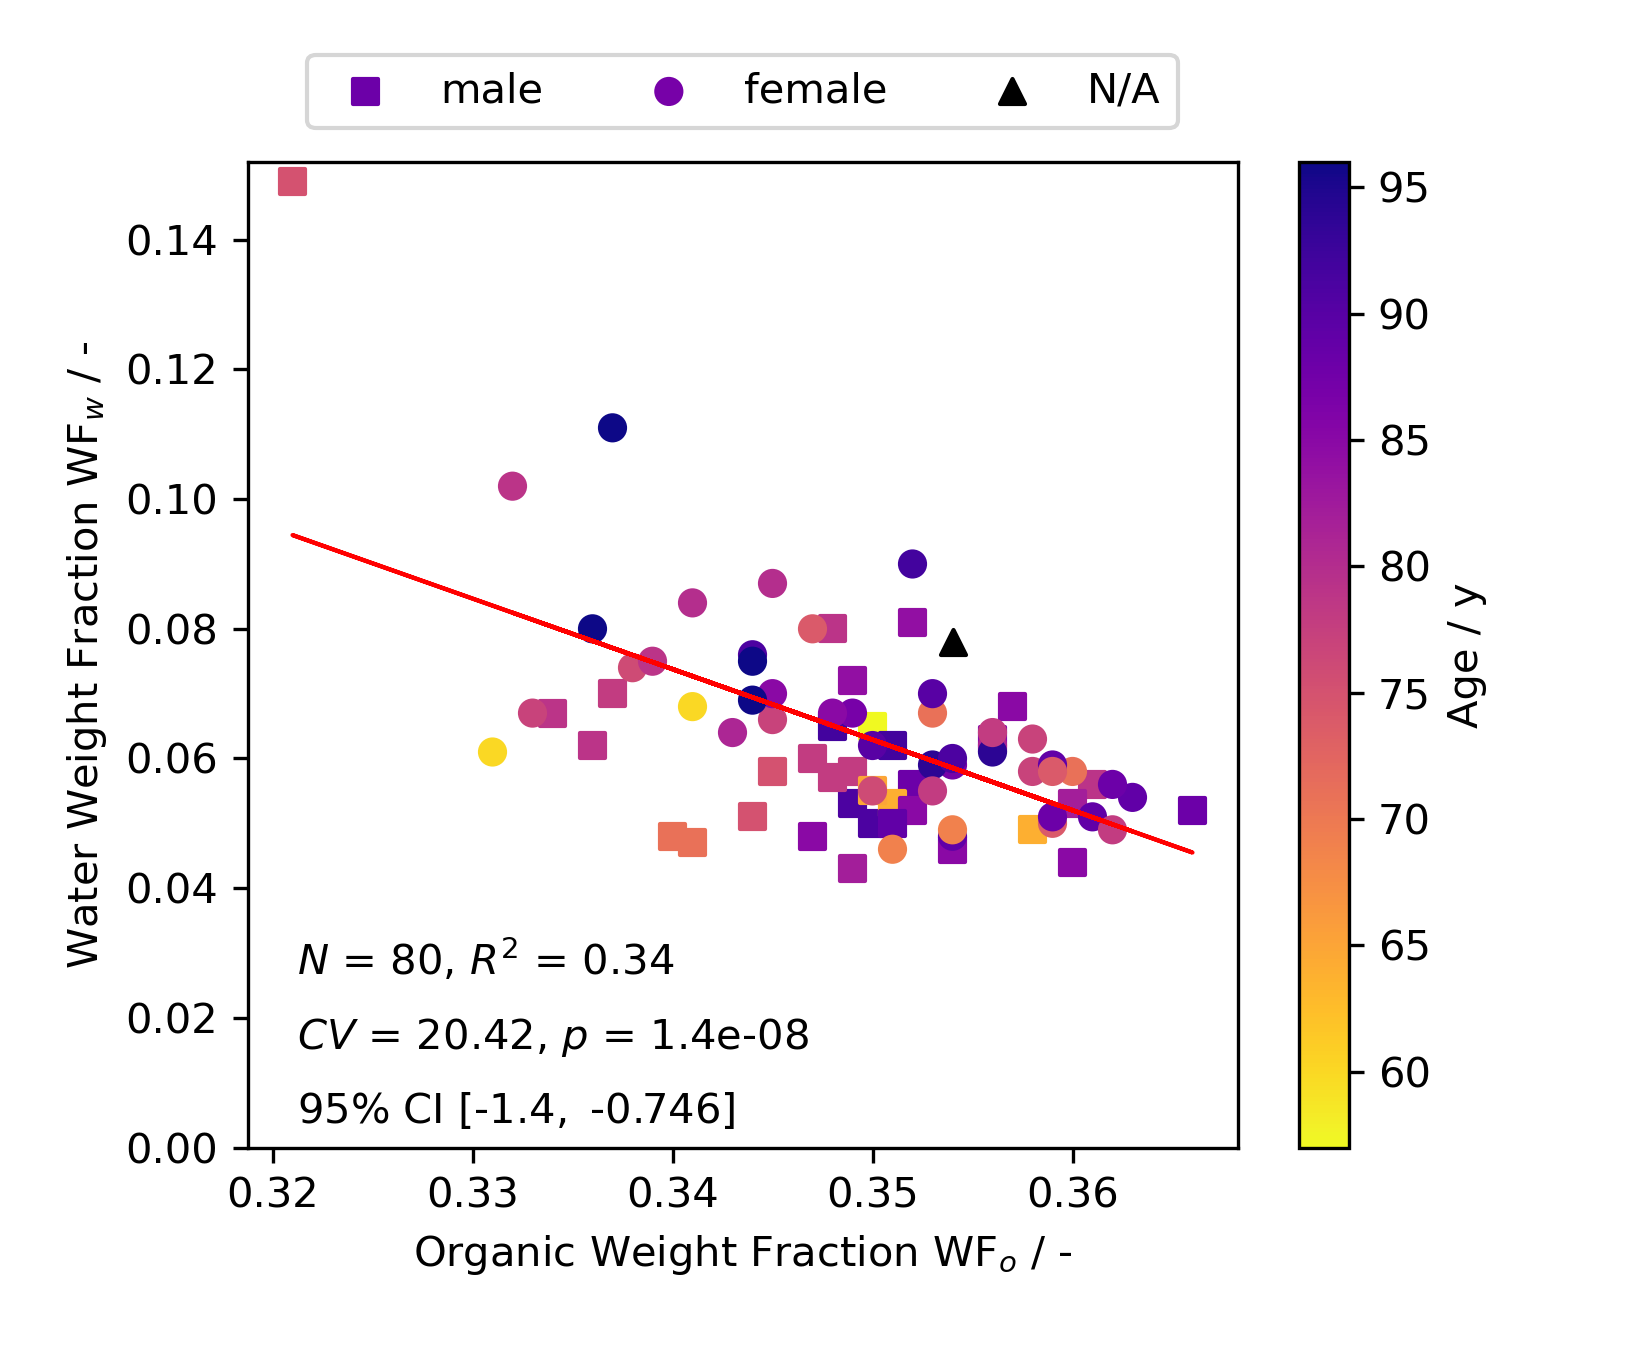 male female N/A
0.14
0.12
0.10
0.08
0.06
0.04
0.02
0.00
Water Weight Fraction WF_w / -
N = 80, R² = 0.34
CV = 20.42, p = 1.4e-08
95% CI [-1.4, -0.746]
0.32 0.33 0.34 0.35 0.36
Organic Weight Fraction WF_o / -
95
90
85
80
75
70
65
60
Age / y